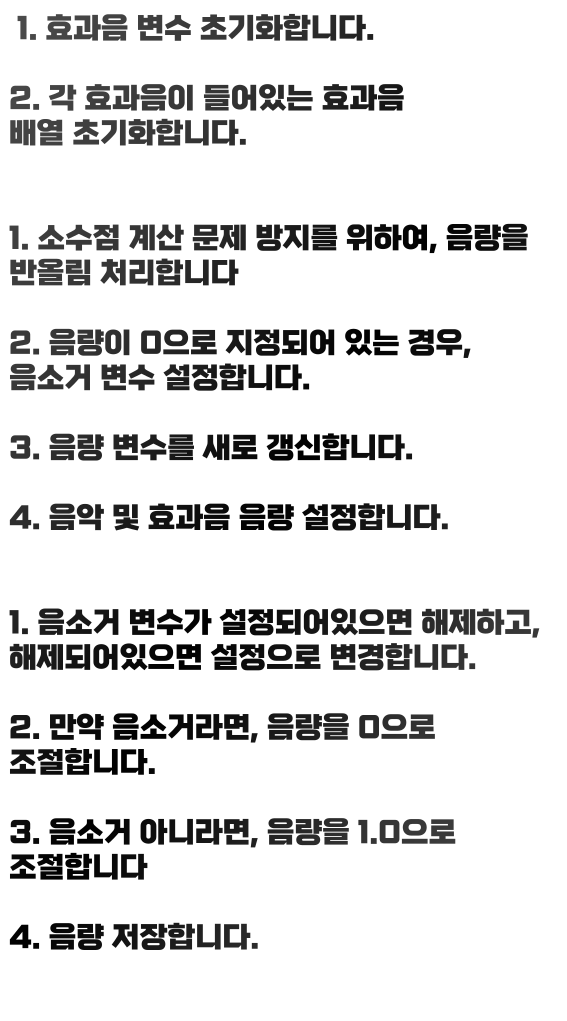 1. 효과음 변수 초기화합니다.
2. 각 효과음이 들어있는 효과음
배열 초기화합니다.
1. 소수점 계산 문제 방지를 위하여, 음량을
반올림 처리합니다
2. 음량이 0으로 지정되어 있는 경우,
음소거 변수 설정합니다.
3. 음량 변수를 새로 갱신합니다.
4. 음악 및 효과음 음량 설정합니다.
1. 음소거 변수가 설정되어있으면 해제하고,
해제되어있으면 설정으로 변경합니다.
2. 만약 음소거라면, 음량을 0으로
조절합니다.
3. 음소거 아니라면, 음량을 1.0으로
조절합니다
4. 음량 저장합니다.